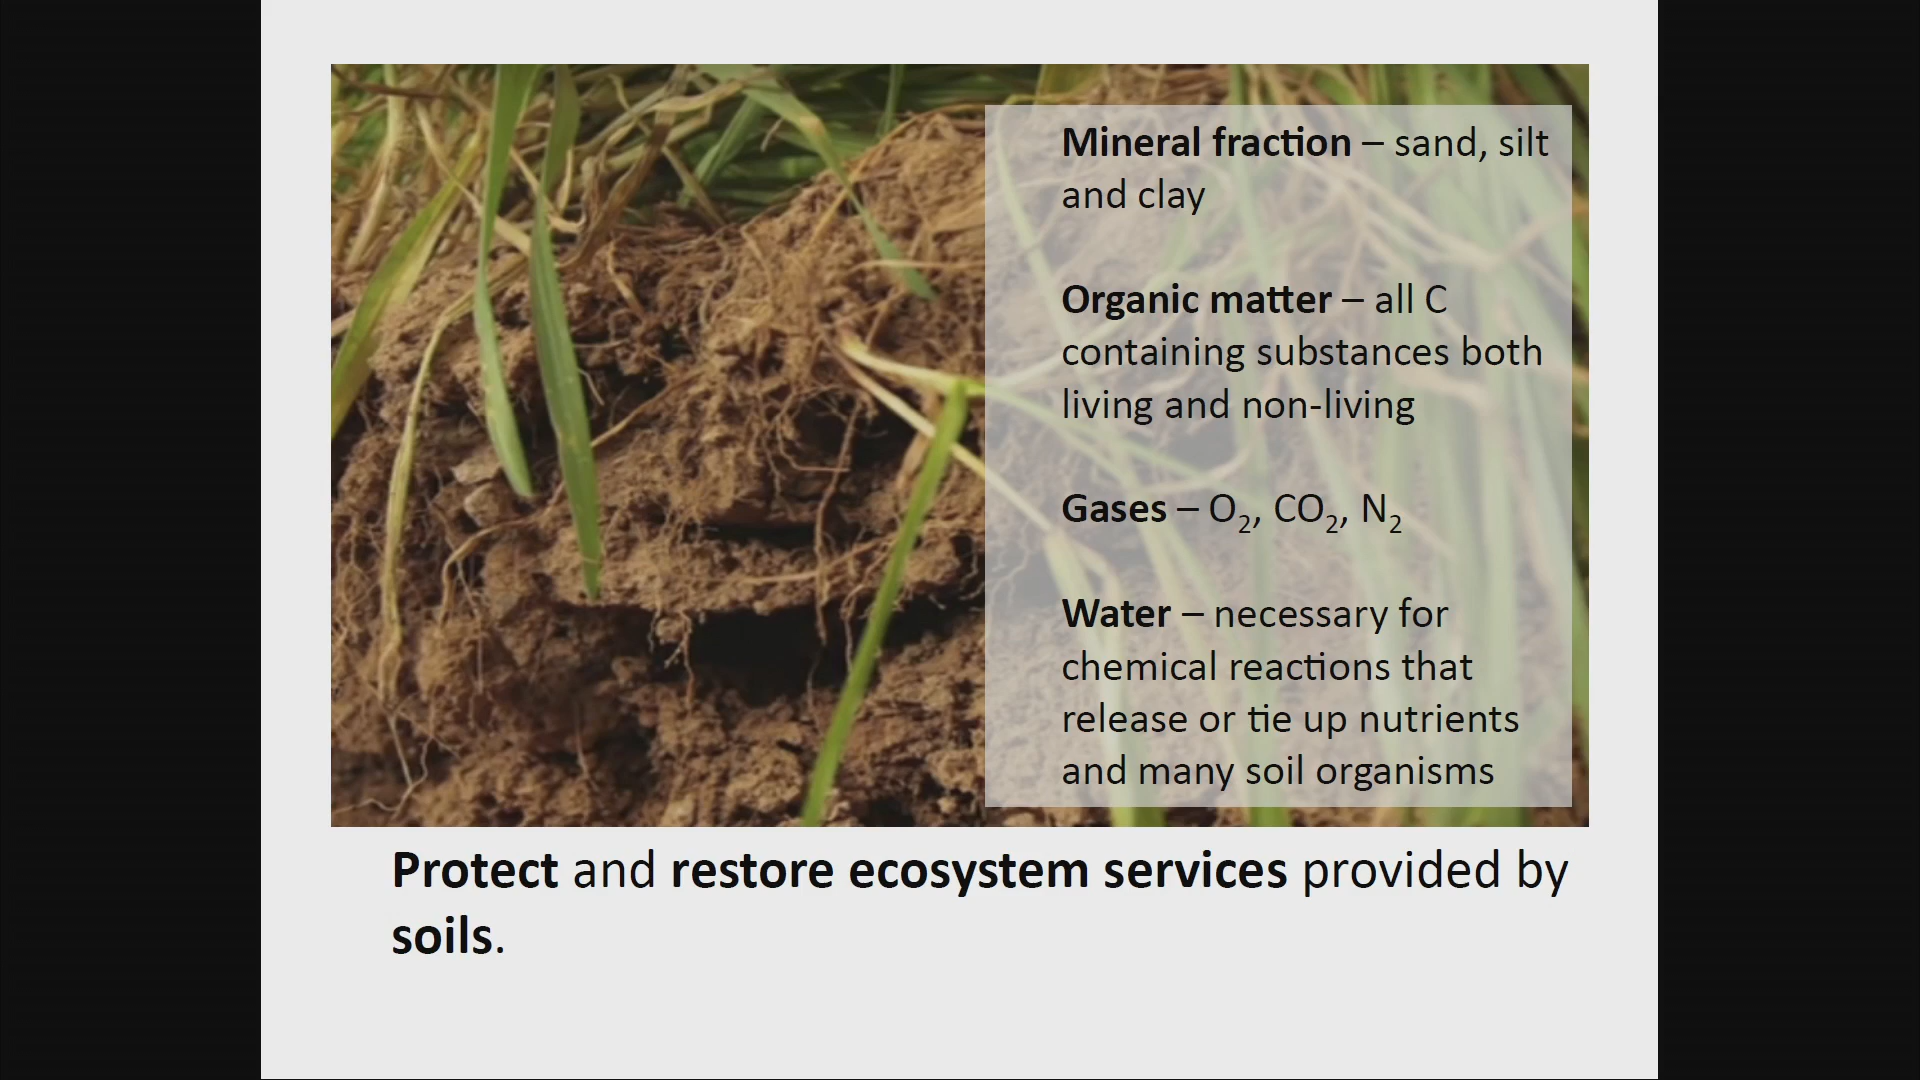 Mineral fraction – sand, silt
and clay
Organic matter – all C
containing substances both
living and non-living
Gases – O₂, CO₂, N₂
Water – necessary for
chemical reactions that
release or tie up nutrients
and many soil organisms
Protect and restore ecosystem services provided by
soils.